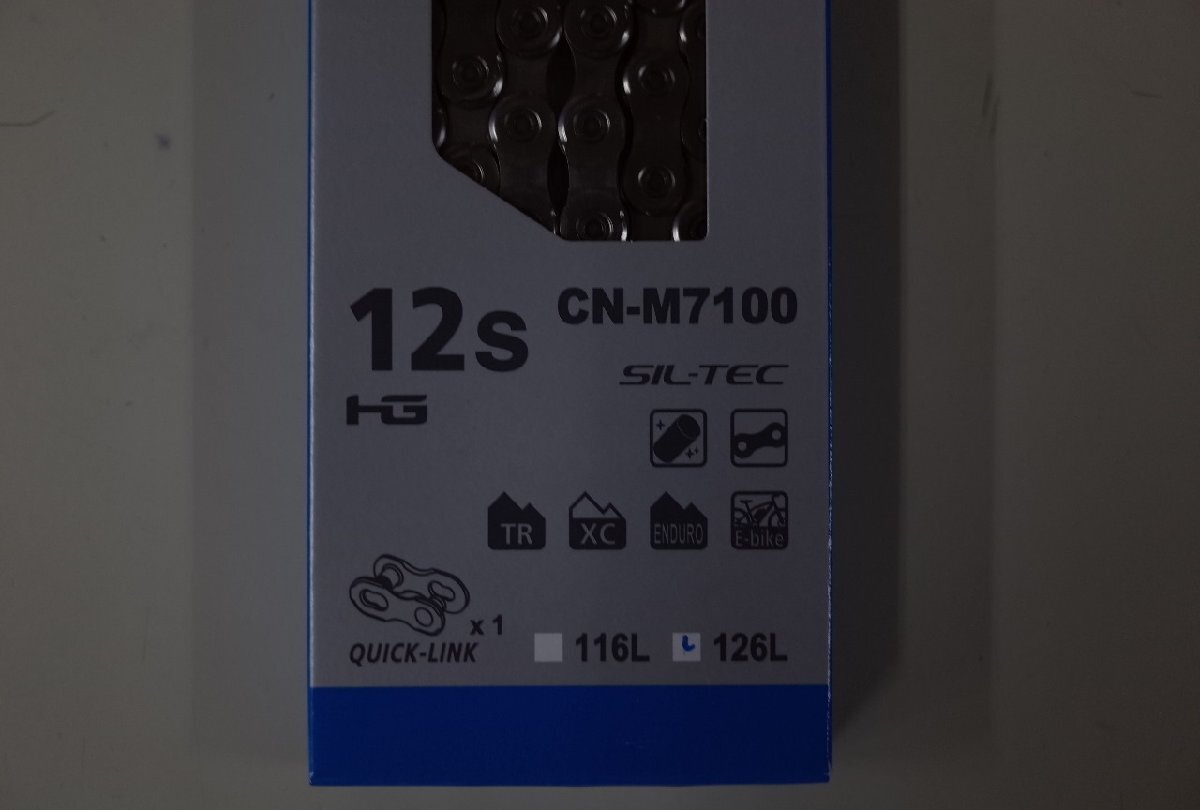 12s
CN-M7100
SIL-TEC
HG
TR
XC
ENDURO
E-bike
x 1
QUICK-LINK
116L
126L